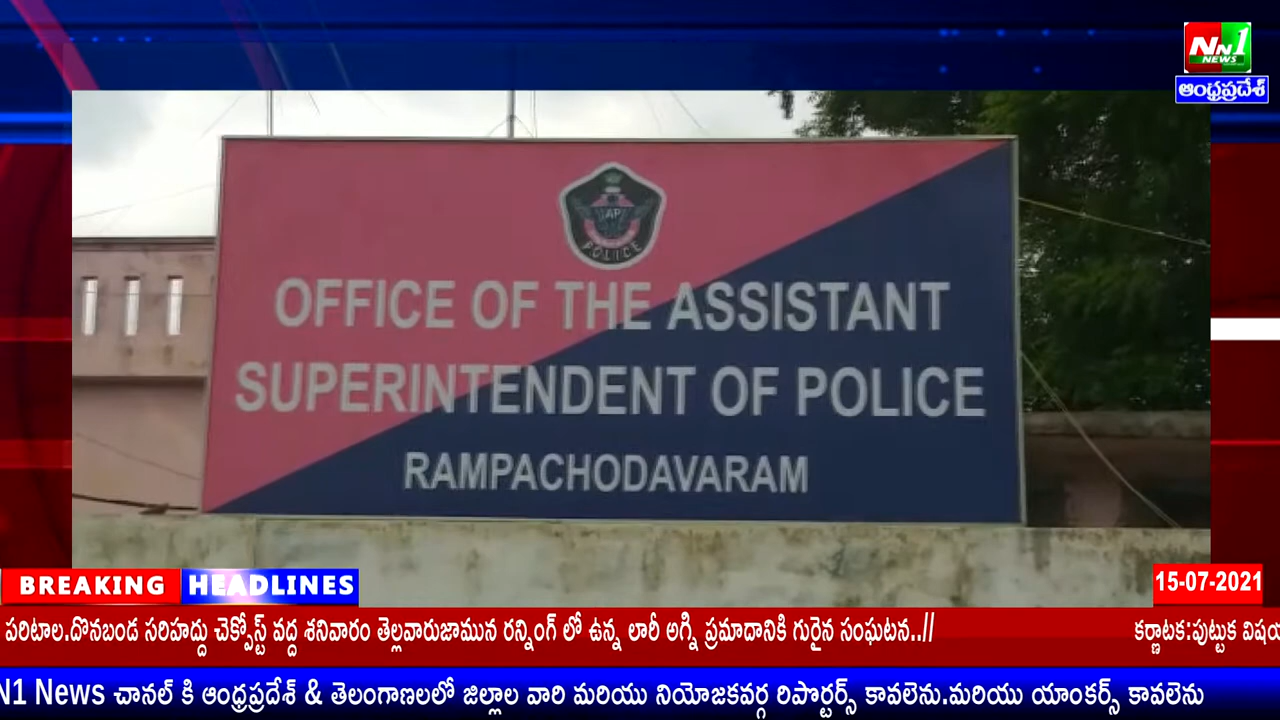 Nn1
NEWS
ఆంధ్రప్రదేశ్
AP
POLICE
OFFICE OF THE ASSISTANT
SUPERINTENDENT OF POLICE
RAMPACHODAVARAM
BREAKING HEADLINES
15-07-2021
పరిటాల.దొనబండ సరిహద్దు చెక్పోస్ట్ వద్ద శనివారం తెల్లవారుజామున రన్నింగ్ లో ఉన్న లారీ అగ్ని ప్రమాదానికి గురైన సంఘటన..// కర్ణాటక:పుట్టుక విషయ
N1 News చానల్ కి ఆంధ్రప్రదేశ్ & తెలంగాణలలో జిల్లాల వారి మరియు నియోజకవర్గ రిపొర్టర్స్ కావలెను.మరియు యాంకర్స్ కావలెను